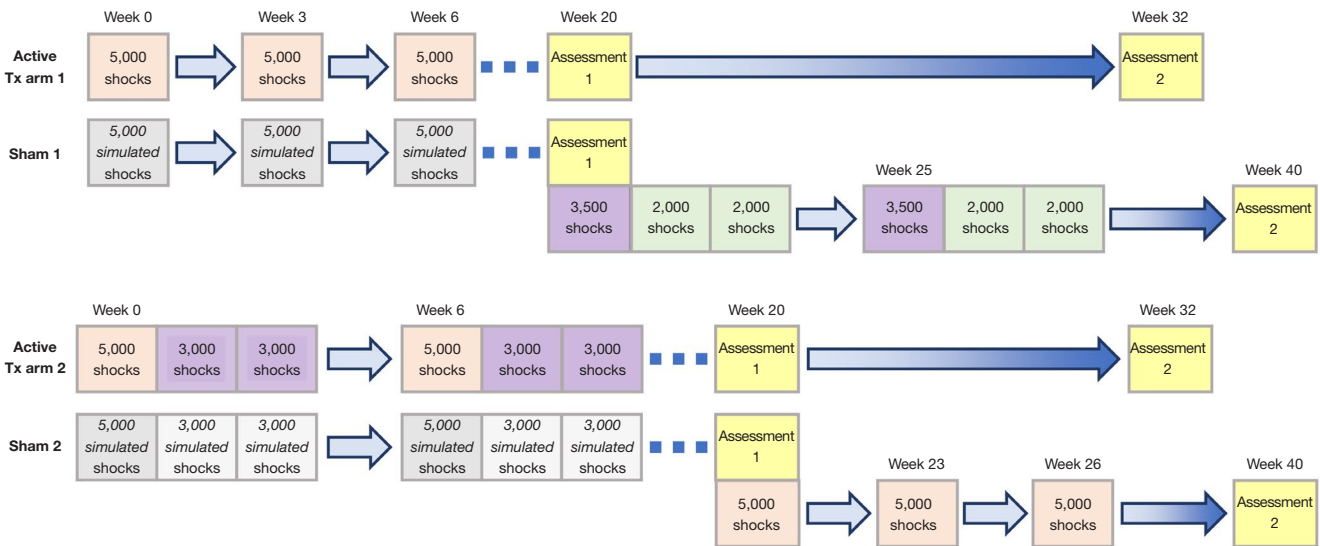 Week 0 Week 3 Week 6 Week 20 Week 32
Active
Tx arm 1
5,000
shocks
5,000
shocks
5,000
shocks
Assessment
1
Assessment
2
Sham 1
5,000
simulated
shocks
5,000
simulated
shocks
5,000
simulated
shocks
Assessment
1
Week 25 Week 40
3,500
shocks
2,000
shocks
2,000
shocks
3,500
shocks
2,000
shocks
2,000
shocks
Assessment
2
Week 0 Week 6 Week 20 Week 32
Active
Tx arm 2
5,000
shocks
3,000
shocks
3,000
shocks
5,000
shocks
3,000
shocks
3,000
shocks
Assessment
1
Assessment
2
Sham 2
5,000
simulated
shocks
3,000
simulated
shocks
3,000
simulated
shocks
5,000
simulated
shocks
3,000
simulated
shocks
3,000
simulated
shocks
Assessment
1
Week 23 Week 26 Week 40
5,000
shocks
5,000
shocks
5,000
shocks
Assessment
2